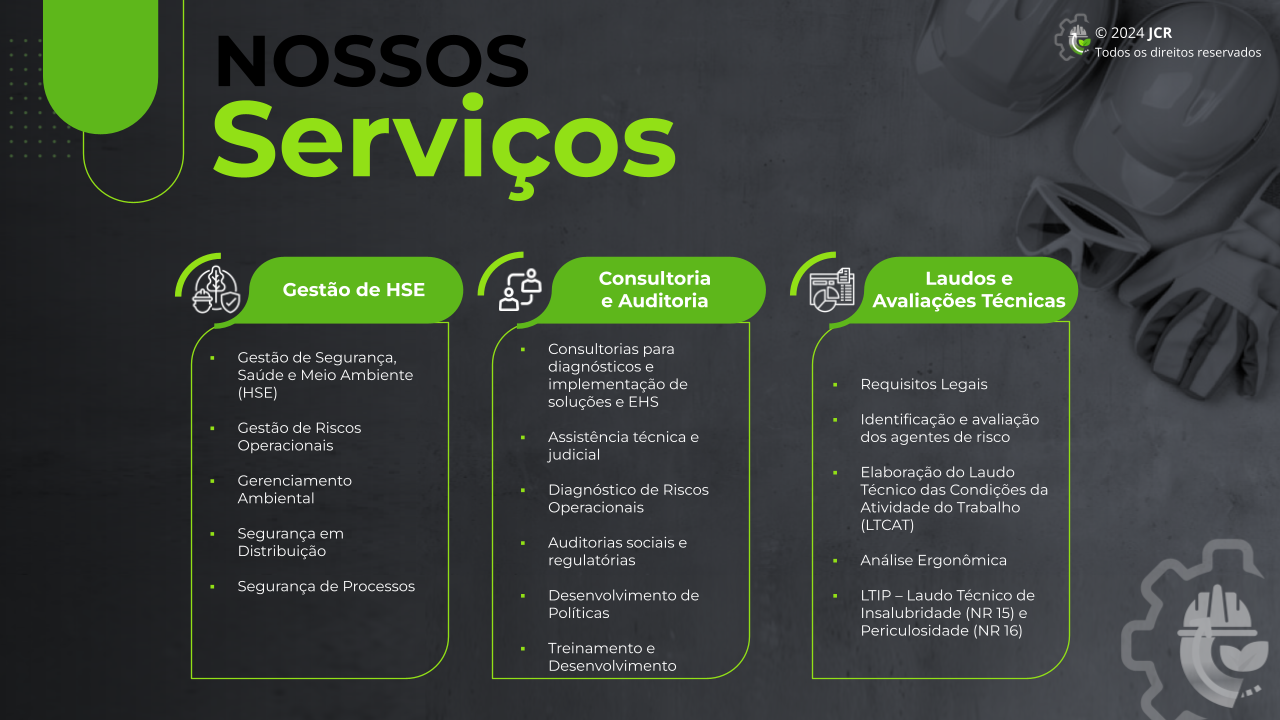 NOSSOS
Serviços
© 2024 JCR
Todos os direitos reservados
Gestão de HSE
▪ Gestão de Segurança,
Saúde e Meio Ambiente
(HSE)
▪ Gestão de Riscos
Operacionais
▪ Gerenciamento
Ambiental
▪ Segurança em
Distribuição
▪ Segurança de Processos
Consultoria
e Auditoria
▪ Consultorias para
diagnósticos e
implementação de
soluções e EHS
▪ Assistência técnica e
judicial
▪ Diagnóstico de Riscos
Operacionais
▪ Auditorias sociais e
regulatórias
▪ Desenvolvimento de
Políticas
▪ Treinamento e
Desenvolvimento
Laudos e
Avaliações Técnicas
▪ Requisitos Legais
▪ Identificação e avaliação
dos agentes de risco
▪ Elaboração do Laudo
Técnico das Condições da
Atividade do Trabalho
(LTCAT)
▪ Análise Ergonômica
▪ LTIP – Laudo Técnico de
Insalubridade (NR 15) e
Periculosidade (NR 16)